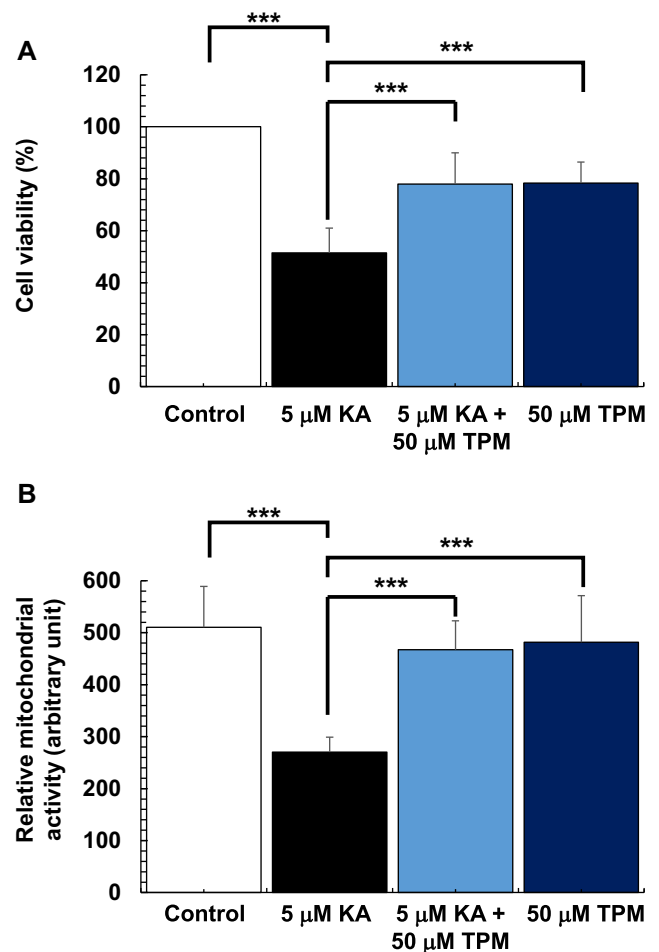 A
***
***
***
Cell viability (%)
120
100
80
60
40
20
0
Control
5 μM KA
5 μM KA +
50 μM TPM
50 μM TPM
B
***
***
***
Relative mitochondrial
activity (arbitrary unit)
600
500
400
300
200
100
0
Control
5 μM KA
5 μM KA +
50 μM TPM
50 μM TPM